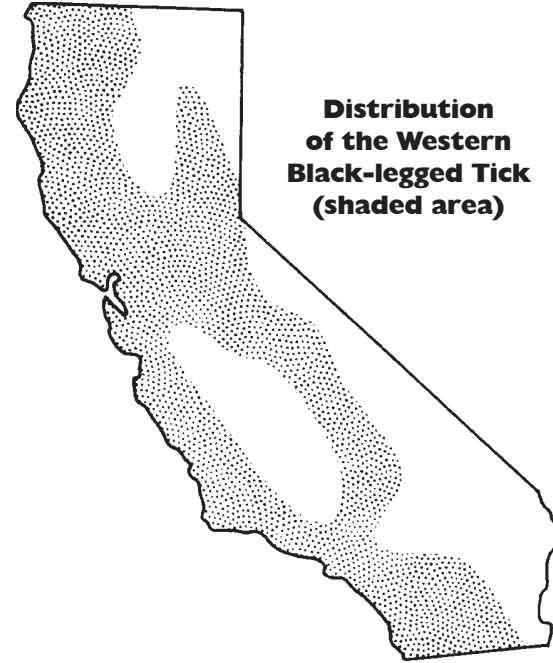 Distribution
of the Western
Black-legged Tick
(shaded area)